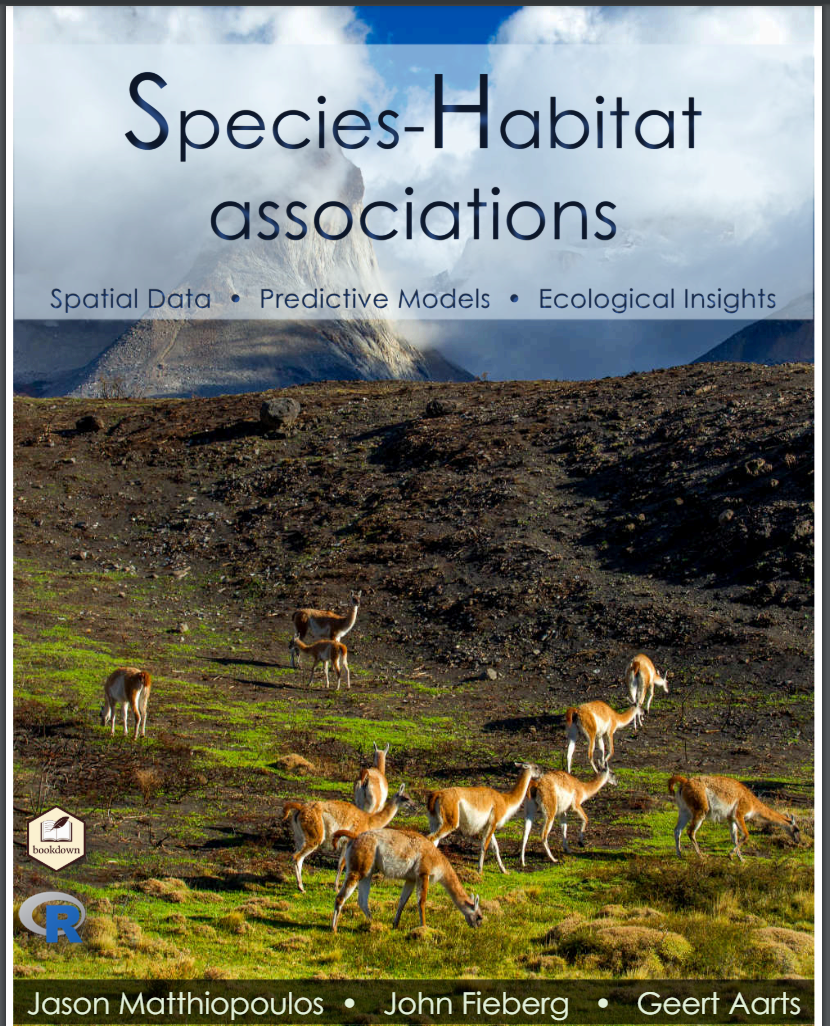 Species-Habitat
associations
Spatial Data • Predictive Models • Ecological Insights
bookdown
R
Jason Matthiopoulos • John Fieberg • Geert Aarts